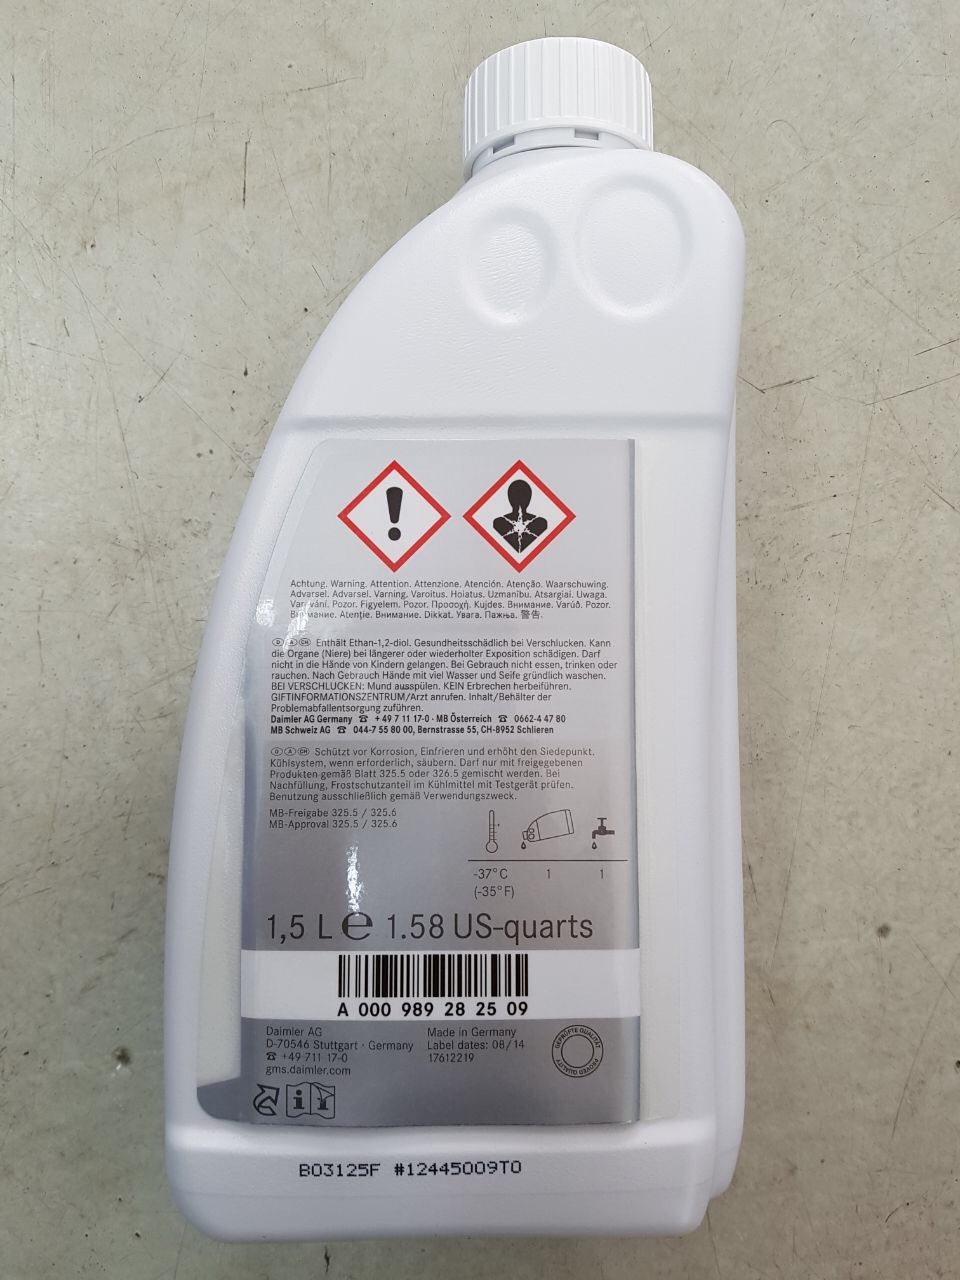 Achtung. Warning. Attention. Attenzione. Atención. Atenção. Waarschuwing.
Advarsel. Advarsel. Varning. Varoitus. Hoiatus. Uzmanību. Atsargiai. Uwaga.
Varování. Pozor. Figyelem. Pozor. Προσοχή. Kujdes. Внимание. Varúð. Pozor.
Внимание. Atenție. Внимание. Dikkat. Увага. Пажња. 警告.
D A CH Enthält Ethan-1,2-diol. Gesundheitsschädlich bei Verschlucken. Kann
die Organe (Niere) bei längerer oder wiederholter Exposition schädigen. Darf
nicht in die Hände von Kindern gelangen. Bei Gebrauch nicht essen, trinken oder
rauchen. Nach Gebrauch Hände mit viel Wasser und Seife gründlich waschen.
BEI VERSCHLUCKEN: Mund ausspülen. KEIN Erbrechen herbeiführen.
GIFTINFORMATIONSZENTRUM/Arzt anrufen. Inhalt/Behälter der
Problemabfallentsorgung zuführen.
Daimler AG Germany ☎ +49 7 11 17-0 · MB Österreich ☎ 0662-4 47 80
MB Schweiz AG ☎ 044-7 55 80 00, Bernstrasse 55, CH-8952 Schlieren
D A CH Schützt vor Korrosion, Einfrieren und erhöht den Siedepunkt.
Kühlsystem, wenn erforderlich, säubern. Darf nur mit freigegebenen
Produkten gemäß Blatt 325.5 oder 326.5 gemischt werden. Bei
Nachfüllung, Frostschutzanteil im Kühlmittel mit Testgerät prüfen.
Benutzung ausschließlich gemäß Verwendungszweck.
MB-Freigabe 325.5 / 325.6
MB-Approval 325.5 / 325.6
-37°C 1 1
(-35°F)
1,5 L ℮ 1.58 US-quarts
A 000 989 28 25 09
Daimler AG
D-70546 Stuttgart · Germany
☎ +49 711 17-0
gms.daimler.com
Made in Germany
Label dates: 08/14
17612219
GEPRÜFTE QUALITÄT
PROVED QUALITY
B03125F #12445009T0